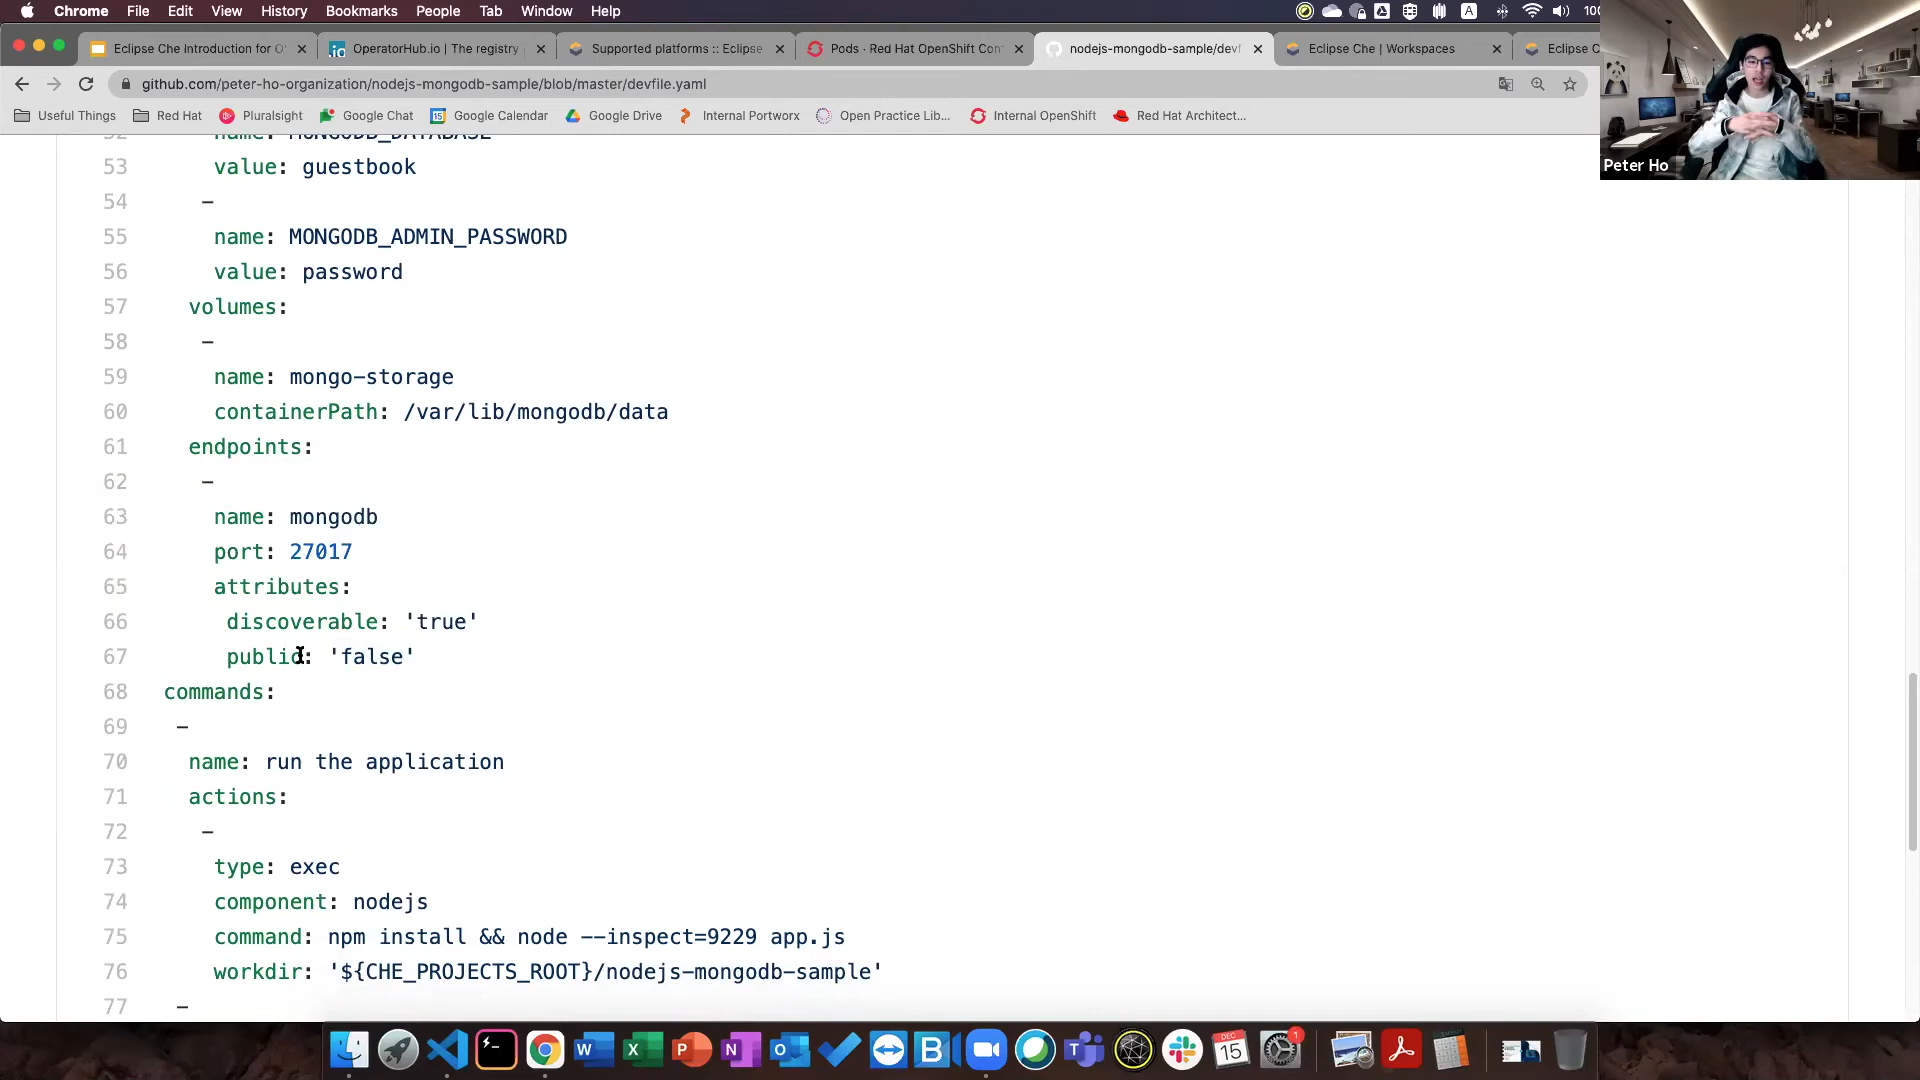 Chrome File Edit View History Bookmarks People Tab Window Help
Eclipse Che Introduction for O
OperatorHub.io | The registry
Supported platforms :: Eclipse
Pods · Red Hat OpenShift Con
nodejs-mongodb-sample/devf
Eclipse Che | Workspaces
Eclipse C
github.com/peter-ho-organization/nodejs-mongodb-sample/blob/master/devfile.yaml
Useful Things Red Hat Pluralsight Google Chat Google Calendar Google Drive Internal Portworx Open Practice Lib... Internal OpenShift Red Hat Architect...
Peter Ho
52 name: MONGODB_DATABASE
53 value: guestbook
54 -
55 name: MONGODB_ADMIN_PASSWORD
56 value: password
57 volumes:
58 -
59 name: mongo-storage
60 containerPath: /var/lib/mongodb/data
61 endpoints:
62 -
63 name: mongodb
64 port: 27017
65 attributes:
66 discoverable: 'true'
67 public: 'false'
68 commands:
69 -
70 name: run the application
71 actions:
72 -
73 type: exec
74 component: nodejs
75 command: npm install && node --inspect=9229 app.js
76 workdir: '${CHE_PROJECTS_ROOT}/nodejs-mongodb-sample'
77 -
DEC
15
1